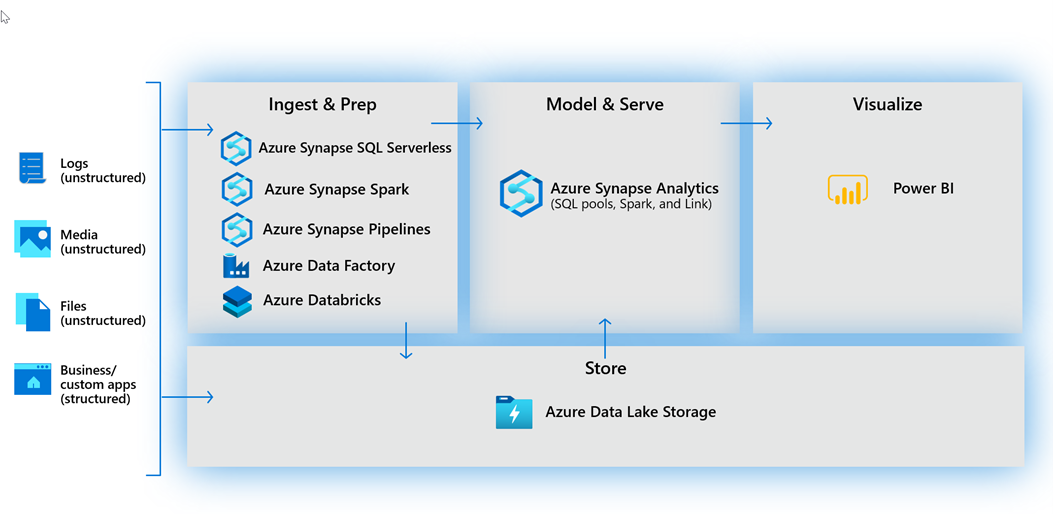 Logs
(unstructured)
Media
(unstructured)
Files
(unstructured)
Business/
custom apps
(structured)
Ingest & Prep
Azure Synapse SQL Serverless
Azure Synapse Spark
Azure Synapse Pipelines
Azure Data Factory
Azure Databricks
Model & Serve
Azure Synapse Analytics
(SQL pools, Spark, and Link)
Visualize
Power BI
Store
Azure Data Lake Storage